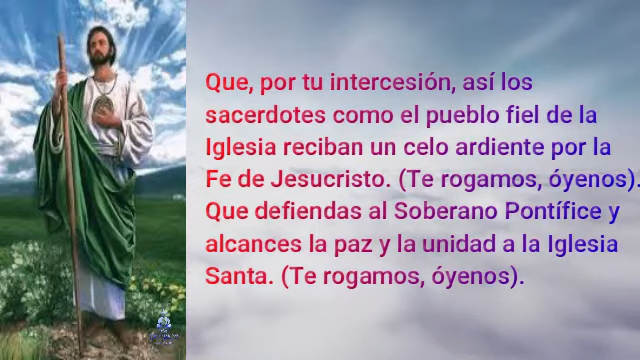 Que, por tu intercesión, así los
sacerdotes como el pueblo fiel de la
Iglesia reciban un celo ardiente por la
Fe de Jesucristo. (Te rogamos, óyenos).
Que defiendas al Soberano Pontífice y
alcances la paz y la unidad a la Iglesia
Santa. (Te rogamos, óyenos).